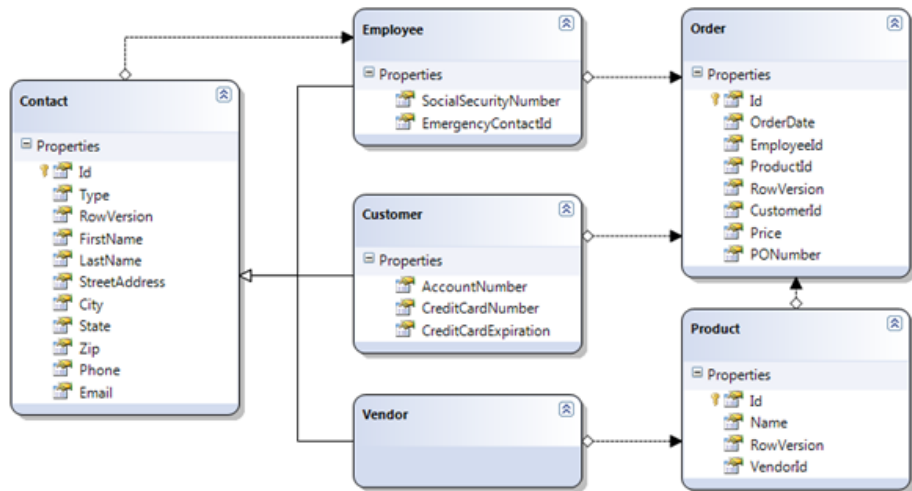 Contact
Properties
Id
Type
RowVersion
FirstName
LastName
StreetAddress
City
State
Zip
Phone
Email
Employee
Properties
SocialSecurityNumber
EmergencyContactId
Customer
Properties
AccountNumber
CreditCardNumber
CreditCardExpiration
Vendor
Order
Properties
Id
OrderDate
EmployeeId
ProductId
RowVersion
CustomerId
Price
PONumber
Product
Properties
Id
Name
RowVersion
VendorId